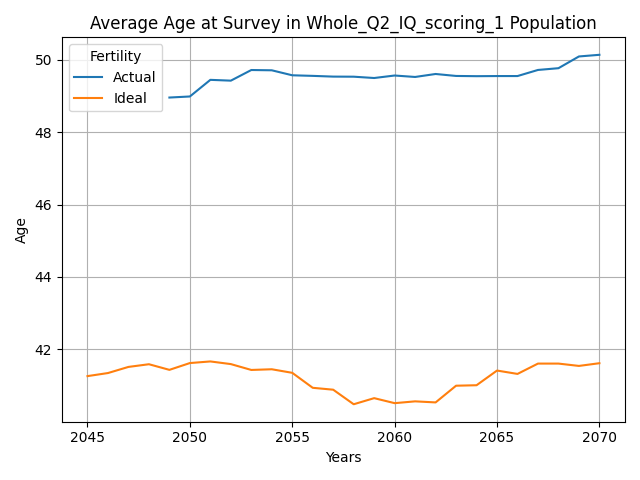 Average Age at Survey in Whole_Q2_IQ_scoring_1 Population
Fertility
Actual
Ideal
50
48
46
44
42
Age
2045 2050 2055 2060 2065 2070
Years